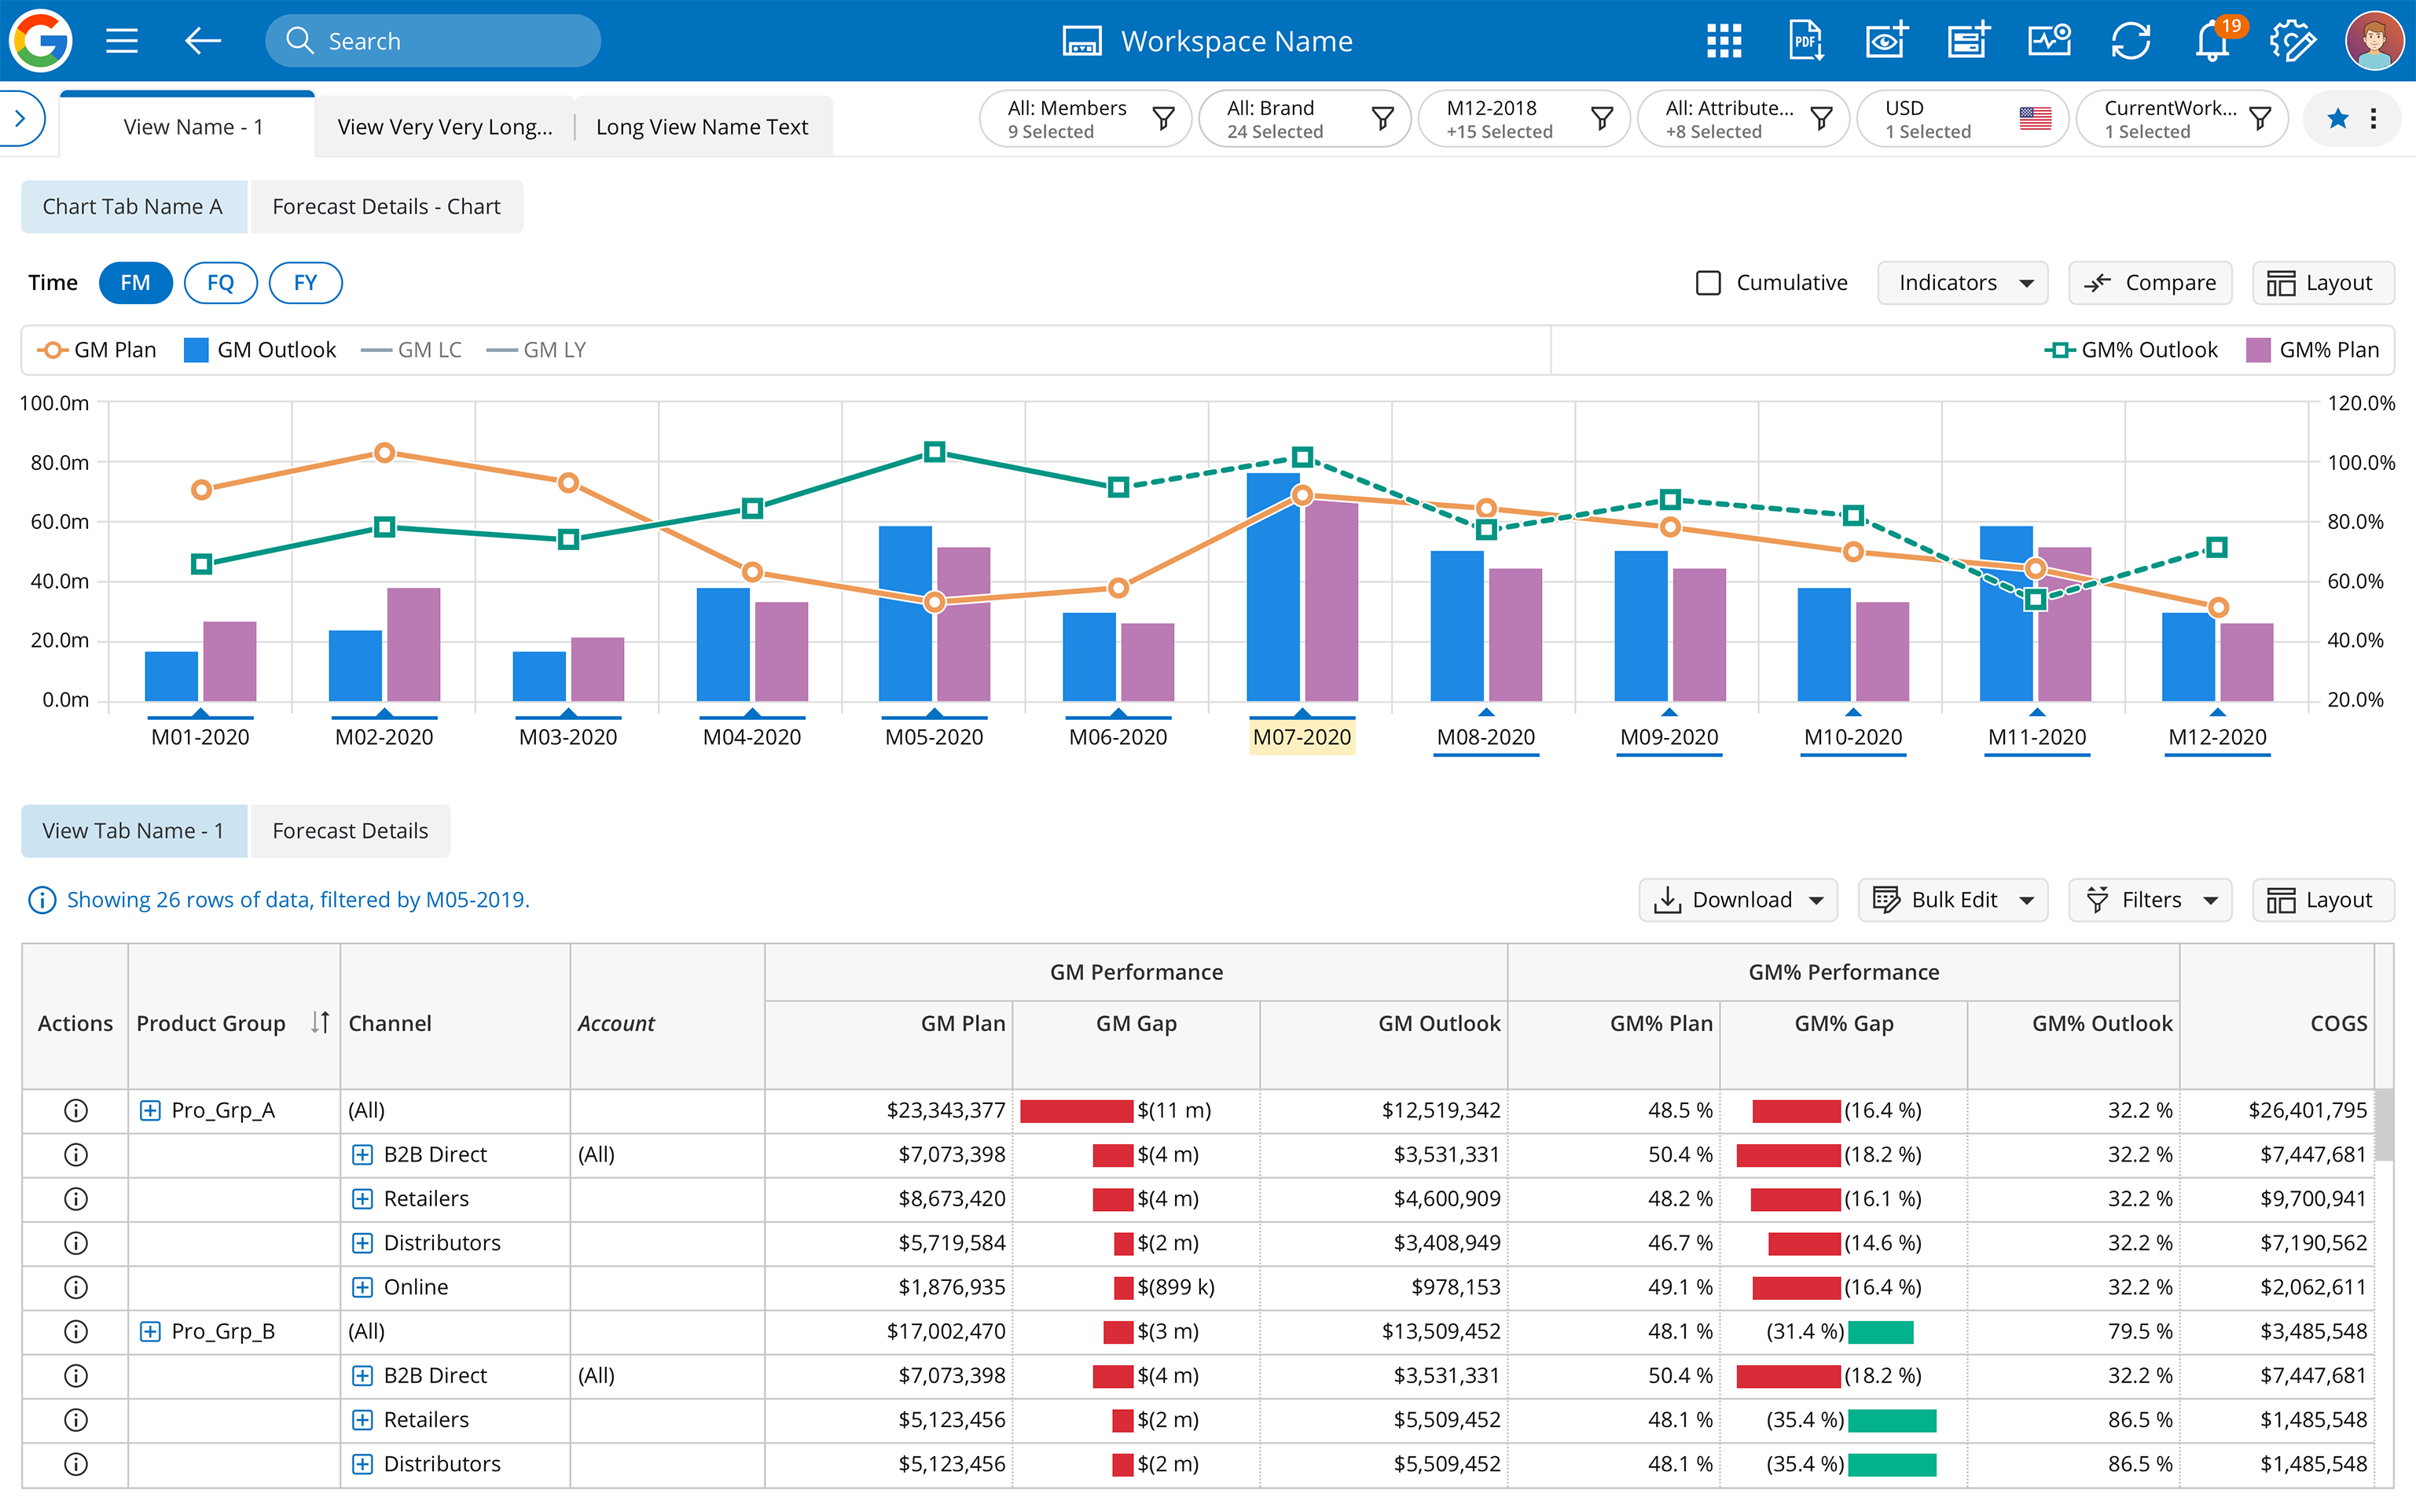 G
Search
Workspace Name
PDF
19
View Name - 1
View Very Very Long...
Long View Name Text
All: Members
9 Selected
All: Brand
24 Selected
M12-2018
+15 Selected
All: Attribute...
+8 Selected
USD
1 Selected
CurrentWork...
1 Selected
Chart Tab Name A
Forecast Details - Chart
Time FM FQ FY
Cumulative Indicators Compare Layout
GM Plan GM Outlook GM LC GM LY GM% Outlook GM% Plan
100.0m 120.0%
80.0m 100.0%
60.0m 80.0%
40.0m 60.0%
20.0m 40.0%
0.0m 20.0%
M01-2020 M02-2020 M03-2020 M04-2020 M05-2020 M06-2020 M07-2020 M08-2020 M09-2020 M10-2020 M11-2020 M12-2020
View Tab Name - 1
Forecast Details
Showing 26 rows of data, filtered by M05-2019.
Download Bulk Edit Filters Layout
GM Performance GM% Performance
Actions Product Group Channel Account GM Plan GM Gap GM Outlook GM% Plan GM% Gap GM% Outlook COGS
Pro_Grp_A (All) $23,343,377 $(11 m) $12,519,342 48.5 % (16.4 %) 32.2 % $26,401,795
B2B Direct (All) $7,073,398 $(4 m) $3,531,331 50.4 % (18.2 %) 32.2 % $7,447,681
Retailers $8,673,420 $(4 m) $4,600,909 48.2 % (16.1 %) 32.2 % $9,700,941
Distributors $5,719,584 $(2 m) $3,408,949 46.7 % (14.6 %) 32.2 % $7,190,562
Online $1,876,935 $(899 k) $978,153 49.1 % (16.4 %) 32.2 % $2,062,611
Pro_Grp_B (All) $17,002,470 $(3 m) $13,509,452 48.1 % (31.4 %) 79.5 % $3,485,548
B2B Direct (All) $7,073,398 $(4 m) $3,531,331 50.4 % (18.2 %) 32.2 % $7,447,681
Retailers $5,123,456 $(2 m) $5,509,452 48.1 % (35.4 %) 86.5 % $1,485,548
Distributors $5,123,456 $(2 m) $5,509,452 48.1 % (35.4 %) 86.5 % $1,485,548